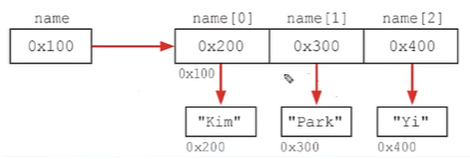 name name[0] name[1] name[2]
0x100 0x200 0x300 0x400
0x100
"Kim" "Park" "Yi"
0x200 0x300 0x400